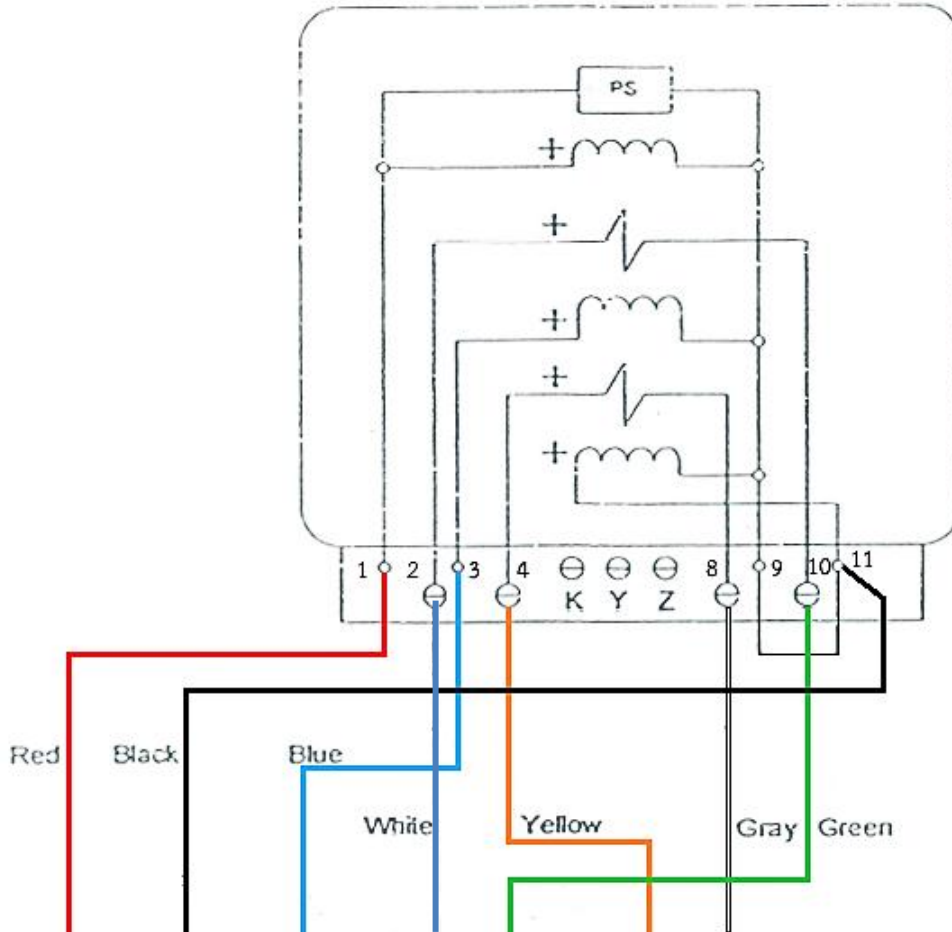 PS
+
+
+
+
+
1 2 3 4 8 9 10 11
K Y Z
Red Black Blue
White Yellow Gray Green